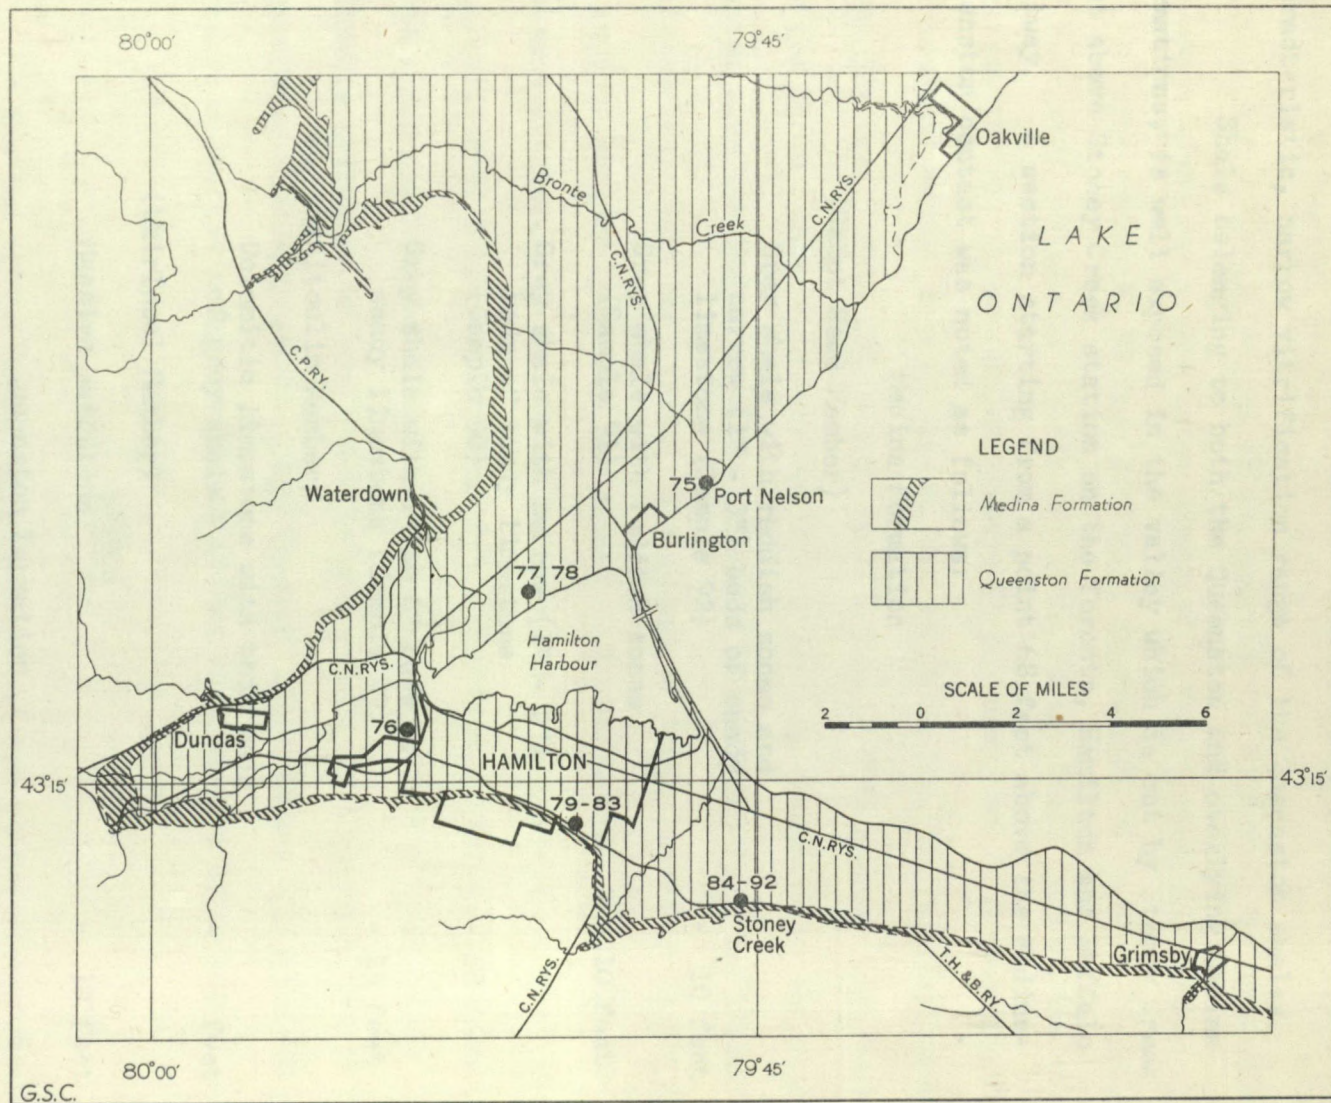 80°00′ 79°45′
Oakville
Bronte
Creek
C.N.RYS.
C.N.RYS.
LAKE
ONTARIO
C.P.RY.
LEGEND
Medina Formation
Queenston Formation
Waterdown
75 Port Nelson
Burlington
77, 78
Hamilton
Harbour
C.N.RYS.
SCALE OF MILES
2 0 2 4 6
76
Dundas
HAMILTON
43°15′ 43°15′
79-83
C.N.RYS.
84-92
Stoney
Creek
Grimsby
C.N.RYS.
T.H.&B.RY.
80°00′ 79°45′
G.S.C.